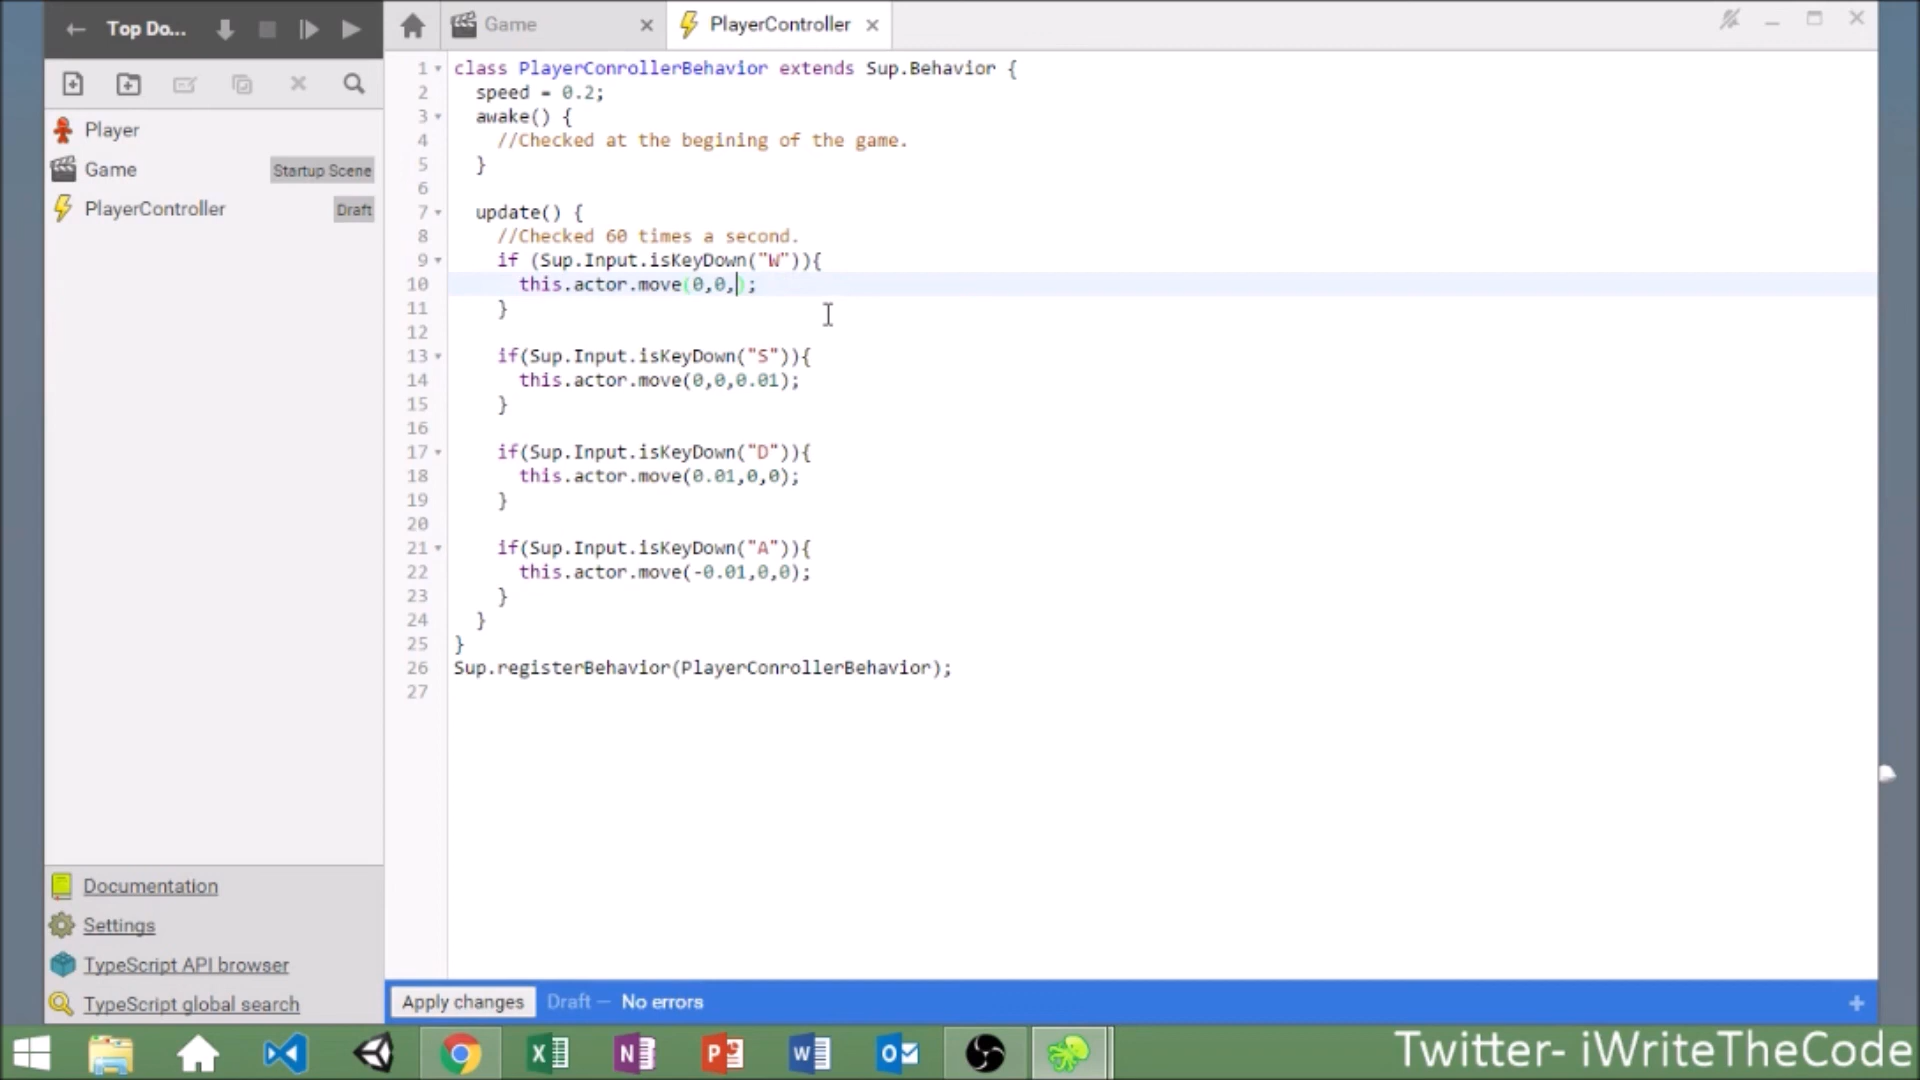 Top Do...
Game
PlayerController
Player
Game
Startup Scene
PlayerController
Draft
1 class PlayerConrollerBehavior extends Sup.Behavior {
2 speed = 0.2;
3 awake() {
4 //Checked at the begining of the game.
5 }
6
7 update() {
8 //Checked 60 times a second.
9 if (Sup.Input.isKeyDown("W")){
10 this.actor.move(0,0,);
11 }
12
13 if(Sup.Input.isKeyDown("S")){
14 this.actor.move(0,0,0.01);
15 }
16
17 if(Sup.Input.isKeyDown("D")){
18 this.actor.move(0.01,0,0);
19 }
20
21 if(Sup.Input.isKeyDown("A")){
22 this.actor.move(-0.01,0,0);
23 }
24 }
25 }
26 Sup.registerBehavior(PlayerConrollerBehavior);
27
Documentation
Settings
TypeScript API browser
TypeScript global search
Apply changes Draft — No errors
Twitter- iWriteTheCode